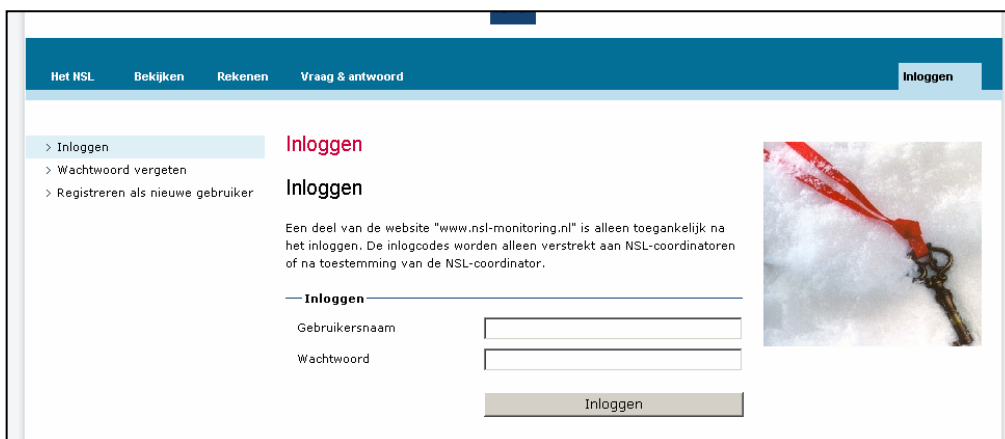 Het NSL Bekijken Rekenen Vraag & antwoord Inloggen
> Inloggen
> Wachtwoord vergeten
> Registreren als nieuwe gebruiker
Inloggen
Inloggen
Een deel van de website "www.nsl-monitoring.nl" is alleen toegankelijk na
het inloggen. De inlogcodes worden alleen verstrekt aan NSL-coordinatoren
of na toestemming van de NSL-coordinator.
Inloggen
Gebruikersnaam
Wachtwoord
Inloggen